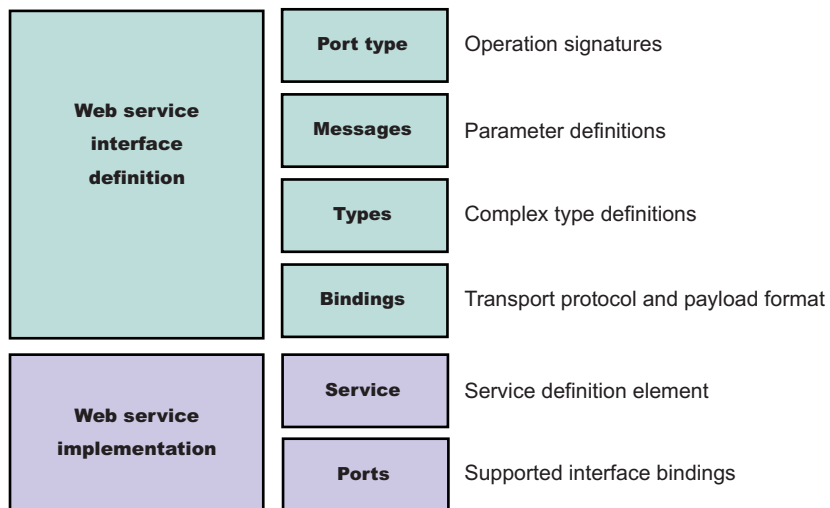 Web service
interface
definition
Port type
Operation signatures
Messages
Parameter definitions
Types
Complex type definitions
Bindings
Transport protocol and payload format
Web service
implementation
Service
Service definition element
Ports
Supported interface bindings